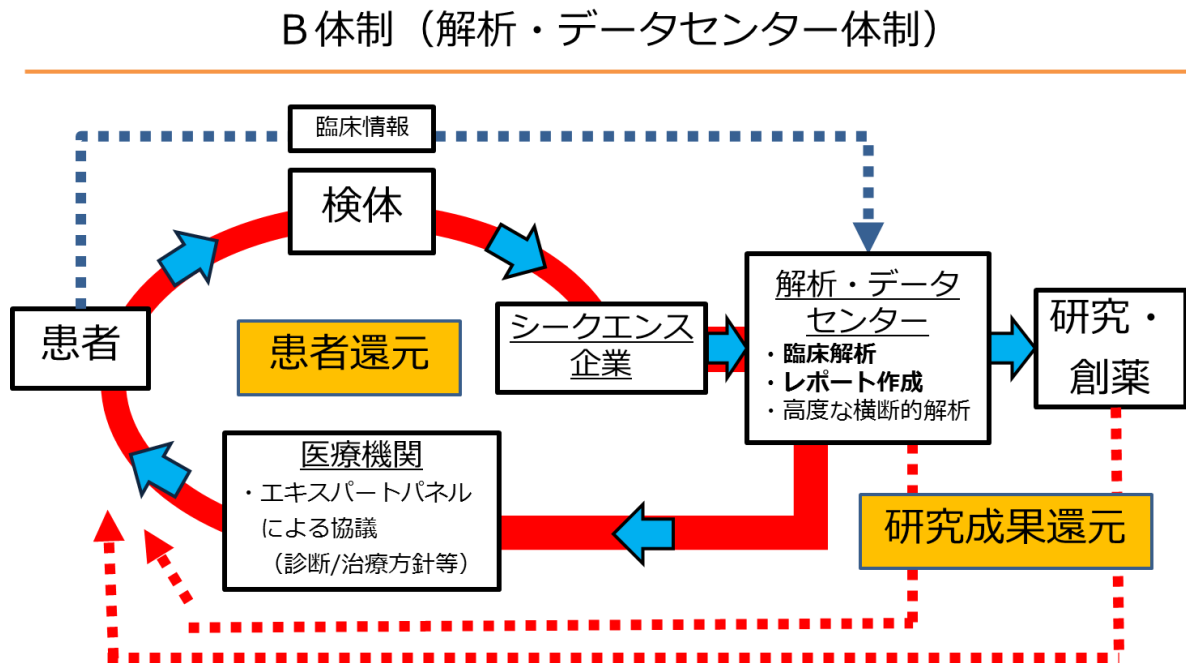 B体制（解析・データセンター体制）
臨床情報
検体
患者
患者還元
シークエンス
企業
解析・データ
センター
・臨床解析
・レポート作成
・高度な横断的解析
研究・
創薬
医療機関
・エキスパートパネル
による協議
（診断/治療方針等）
研究成果還元